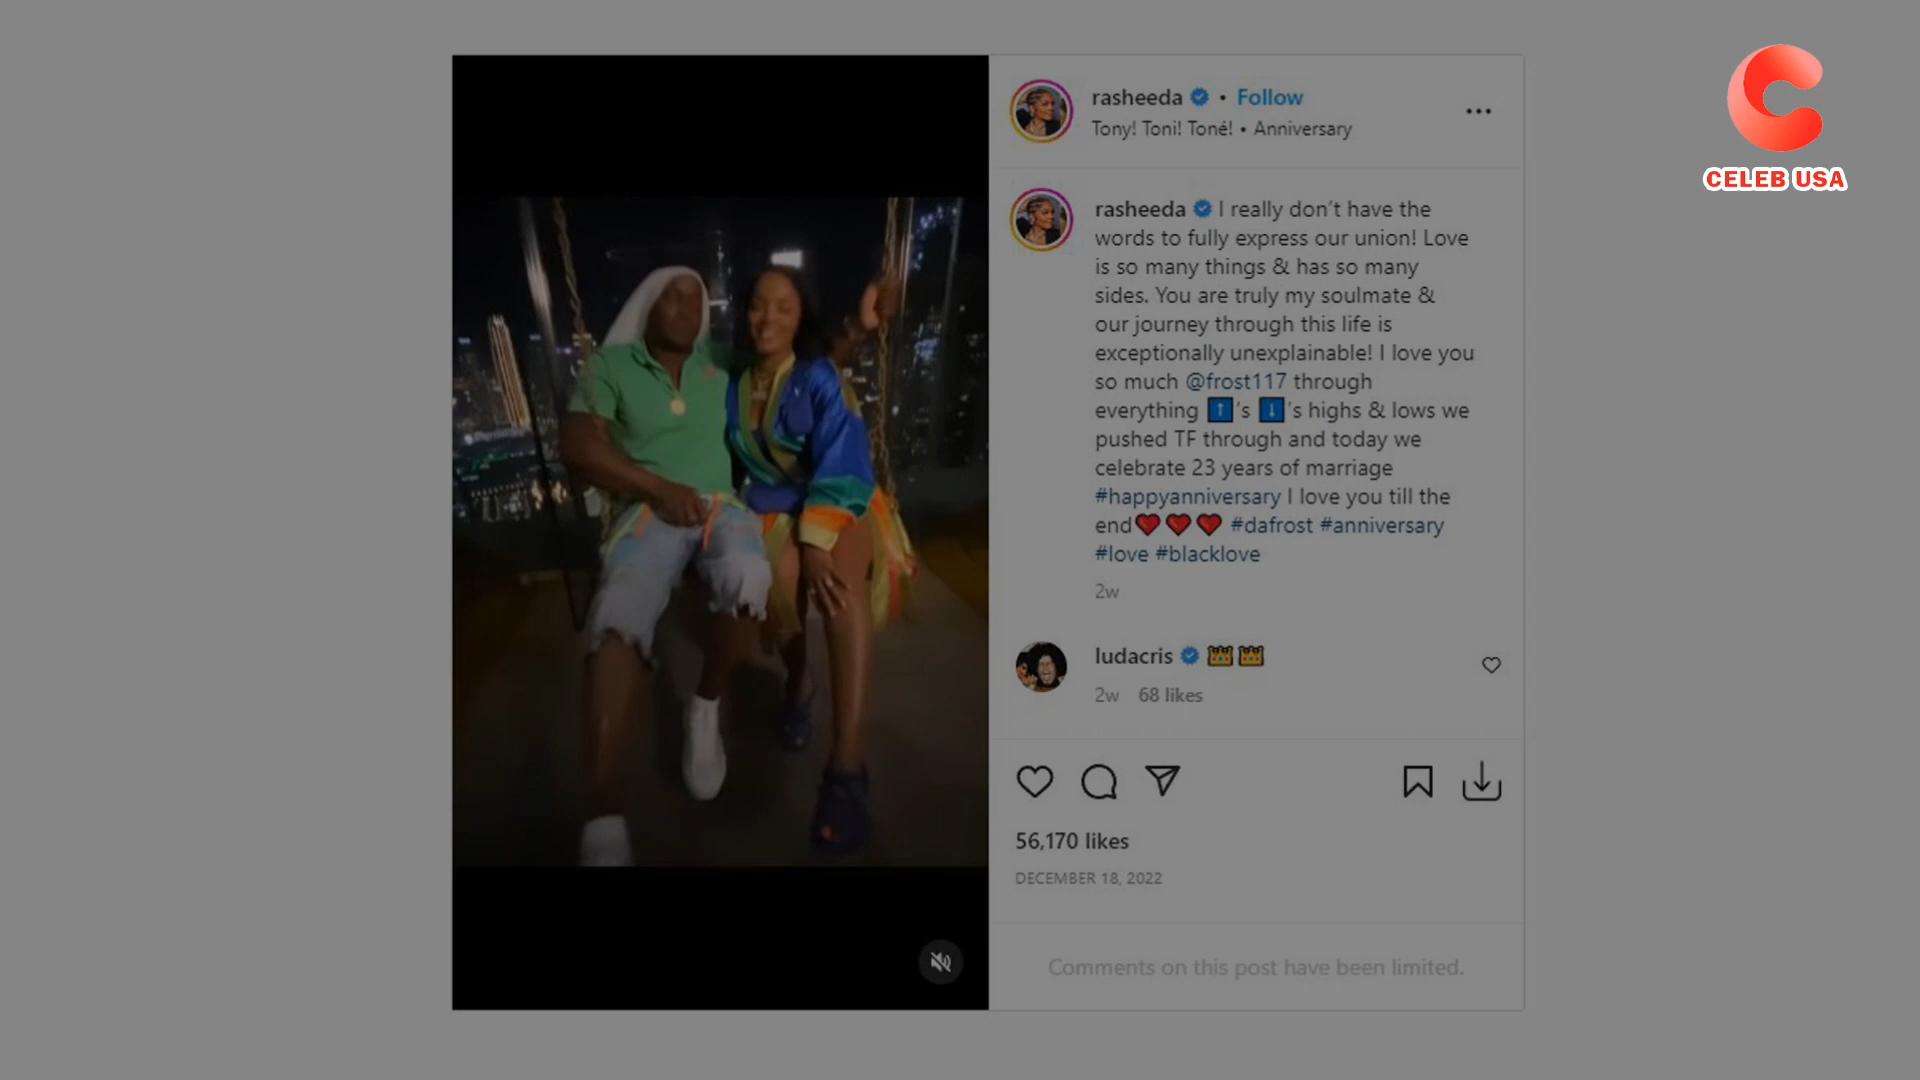 rasheeda • Follow
Tony! Toni! Toné! • Anniversary
CELEB USA
rasheeda I really don't have the
words to fully express our union! Love
is so many things & has so many
sides. You are truly my soulmate &
our journey through this life is
exceptionally unexplainable! I love you
so much @frost117 through
everything ⬆️'s ⬇️'s highs & lows we
pushed TF through and today we
celebrate 23 years of marriage
#happyanniversary I love you till the
end❤️❤️❤️ #dafrost #anniversary
#love #blacklove
2w
ludacris 👑👑
2w 68 likes
56,170 likes
DECEMBER 18, 2022
Comments on this post have been limited.